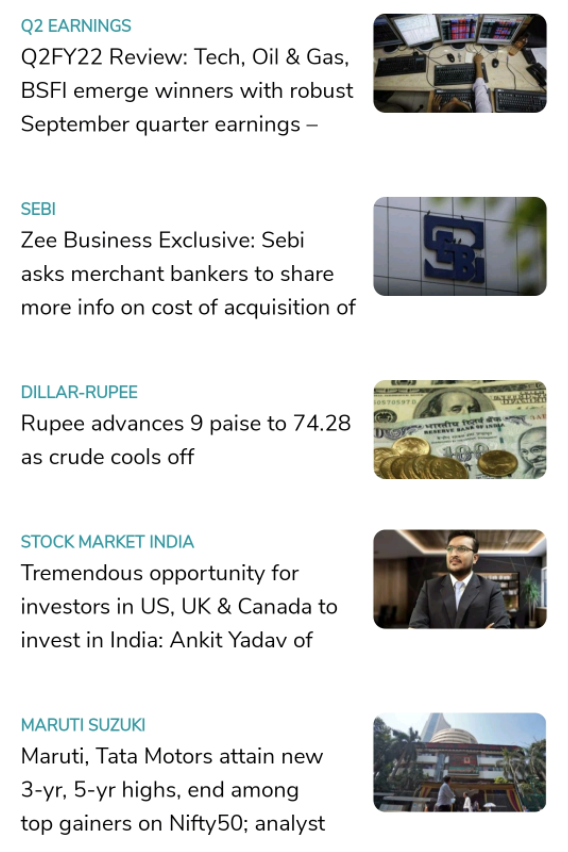 Q2 EARNINGS
Q2FY22 Review: Tech, Oil & Gas,
BSFI emerge winners with robust
September quarter earnings –
SEBI
Zee Business Exclusive: Sebi
asks merchant bankers to share
more info on cost of acquisition of
DILLAR-RUPEE
Rupee advances 9 paise to 74.28
as crude cools off
STOCK MARKET INDIA
Tremendous opportunity for
investors in US, UK & Canada to
invest in India: Ankit Yadav of
MARUTI SUZUKI
Maruti, Tata Motors attain new
3-yr, 5-yr highs, end among
top gainers on Nifty50; analyst